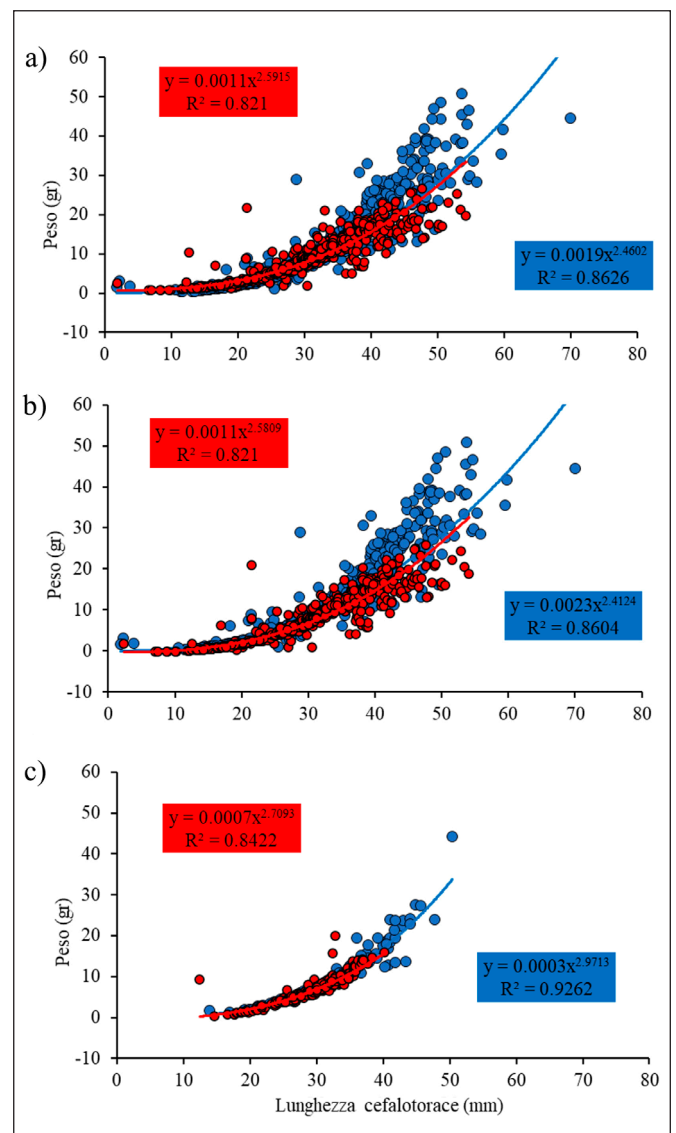 a)
60
50
40
30
20
10
0
-10
Peso (gr)
y = 0.0011x^2.5915
R² = 0.821
y = 0.0019x^2.4602
R² = 0.8626
0 10 20 30 40 50 60 70 80
b)
60
50
40
30
20
10
0
-10
Peso (gr)
y = 0.0011x^2.5809
R² = 0.821
y = 0.0023x^2.4124
R² = 0.8604
0 10 20 30 40 50 60 70 80
c)
60
50
40
30
20
10
0
-10
Peso (gr)
y = 0.0007x^2.7093
R² = 0.8422
y = 0.0003x^2.9713
R² = 0.9262
0 10 20 30 40 50 60 70 80
Lunghezza cefalotorace (mm)